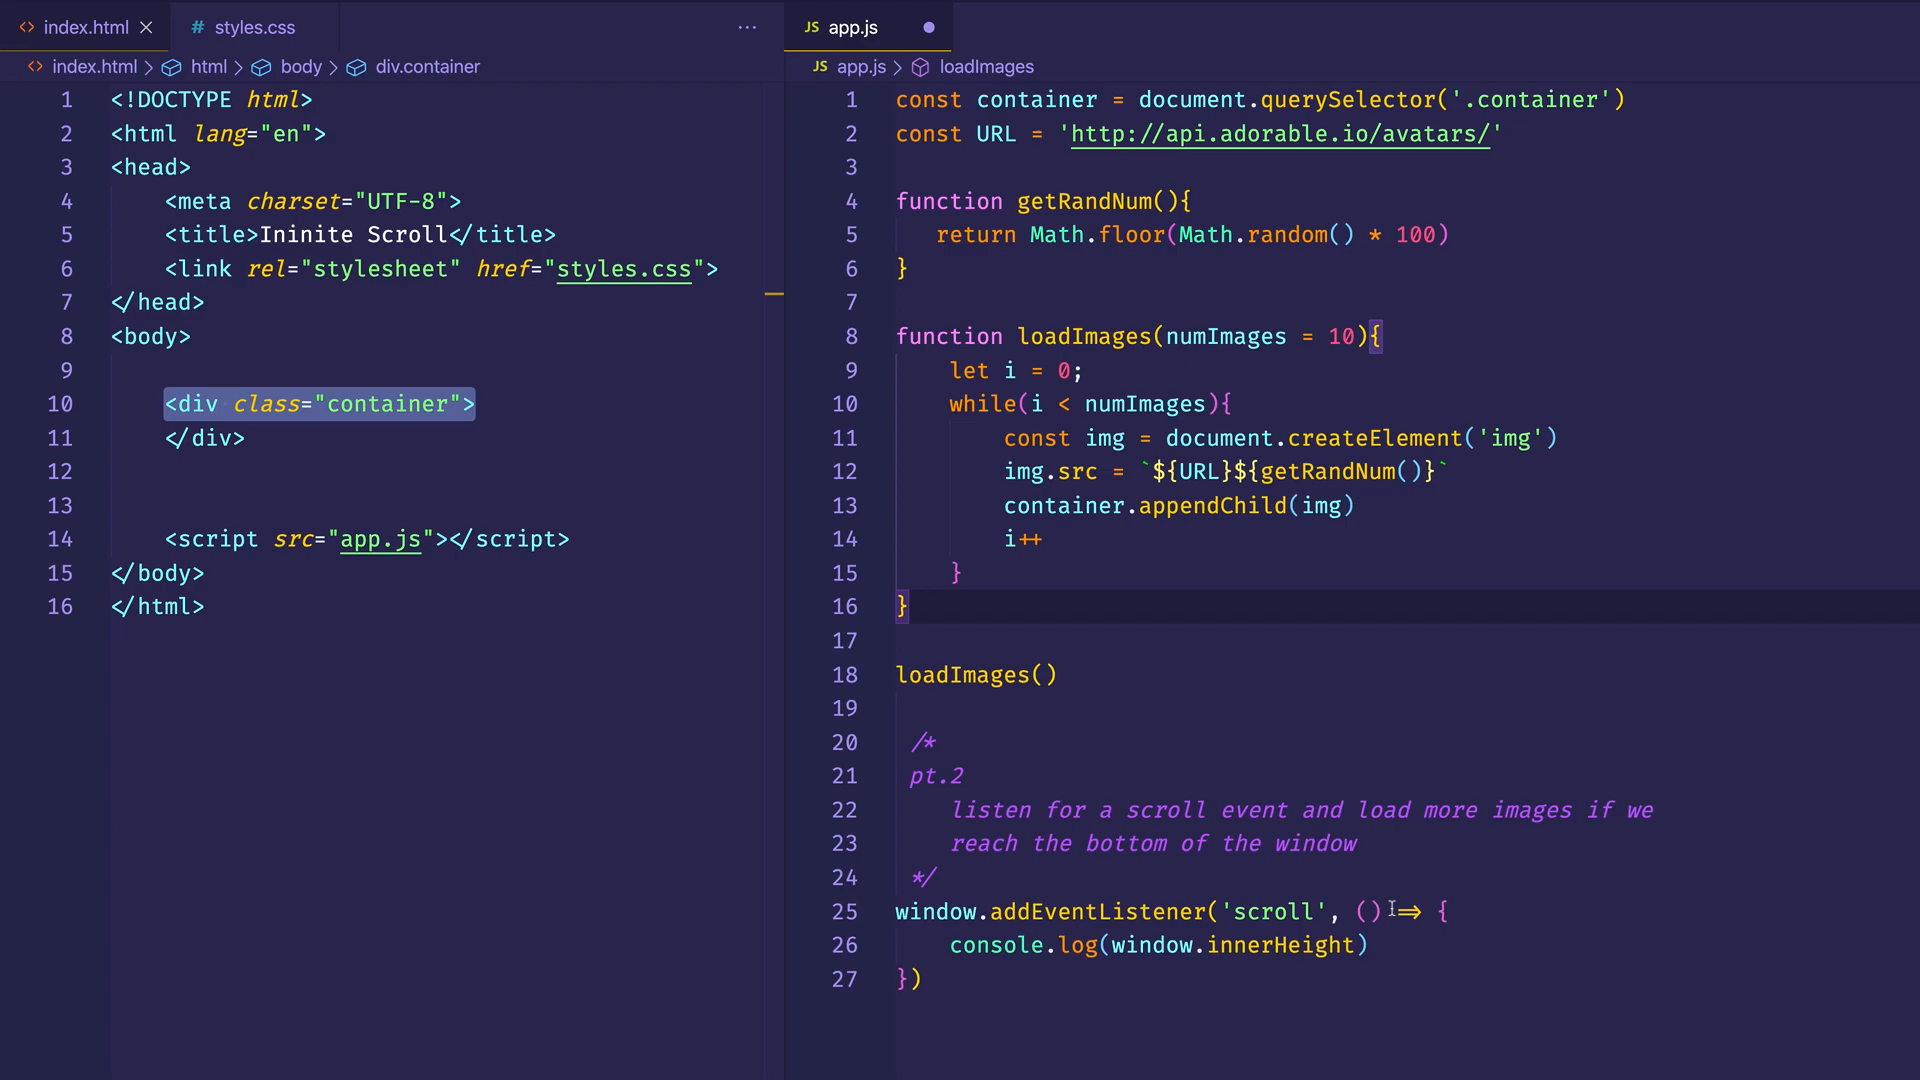 index.html
styles.css
index.html > html > body > div.container
1 <!DOCTYPE html>
2 <html lang="en">
3 <head>
4     <meta charset="UTF-8">
5     <title>Ininite Scroll</title>
6     <link rel="stylesheet" href="styles.css">
7 </head>
8 <body>
9
10     <div class="container">
11     </div>
12
13
14     <script src="app.js"></script>
15 </body>
16 </html>
JS app.js
JS app.js > loadImages
1 const container = document.querySelector('.container')
2 const URL = 'http://api.adorable.io/avatars/'
3
4 function getRandNum(){
5    return Math.floor(Math.random() * 100)
6 }
7
8 function loadImages(numImages = 10){
9     let i = 0;
10     while(i < numImages){
11         const img = document.createElement('img')
12         img.src = `${URL}${getRandNum()}`
13         container.appendChild(img)
14         i++
15     }
16 }
17
18 loadImages()
19
20  /*
21  pt.2
22     listen for a scroll event and load more images if we
23     reach the bottom of the window
24  */
25 window.addEventListener('scroll', () => {
26     console.log(window.innerHeight)
27 })